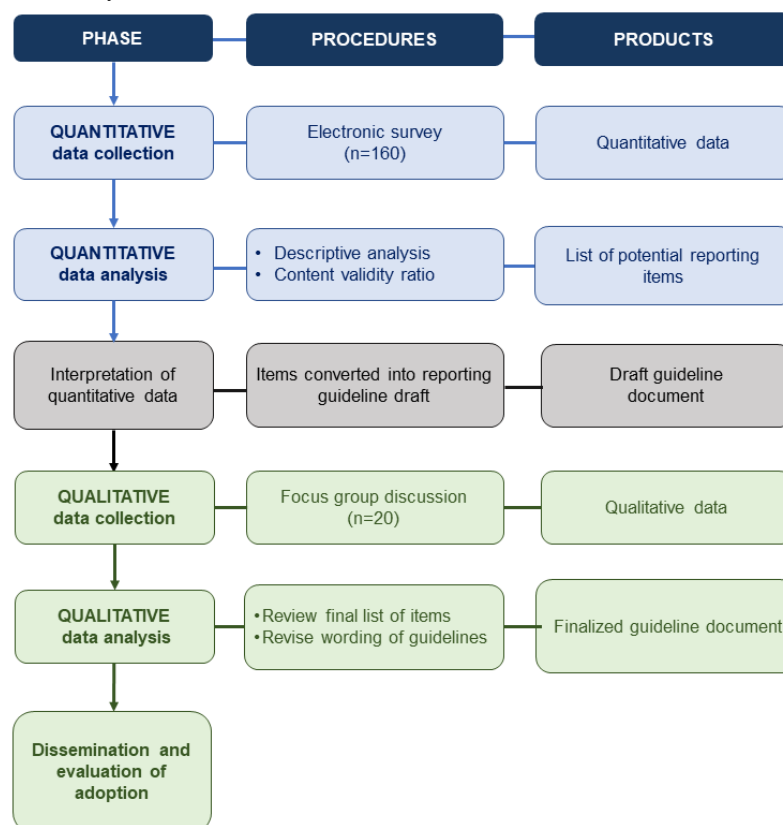 PHASE
PROCEDURES
PRODUCTS
QUANTITATIVE
data collection
Electronic survey
(n=160)
Quantitative data
QUANTITATIVE
data analysis
• Descriptive analysis
• Content validity ratio
List of potential reporting
items
Interpretation of
quantitative data
Items converted into reporting
guideline draft
Draft guideline
document
QUALITATIVE
data collection
Focus group discussion
(n=20)
Qualitative data
QUALITATIVE
data analysis
•Review final list of items
•Revise wording of guidelines
Finalized guideline document
Dissemination and
evaluation of
adoption